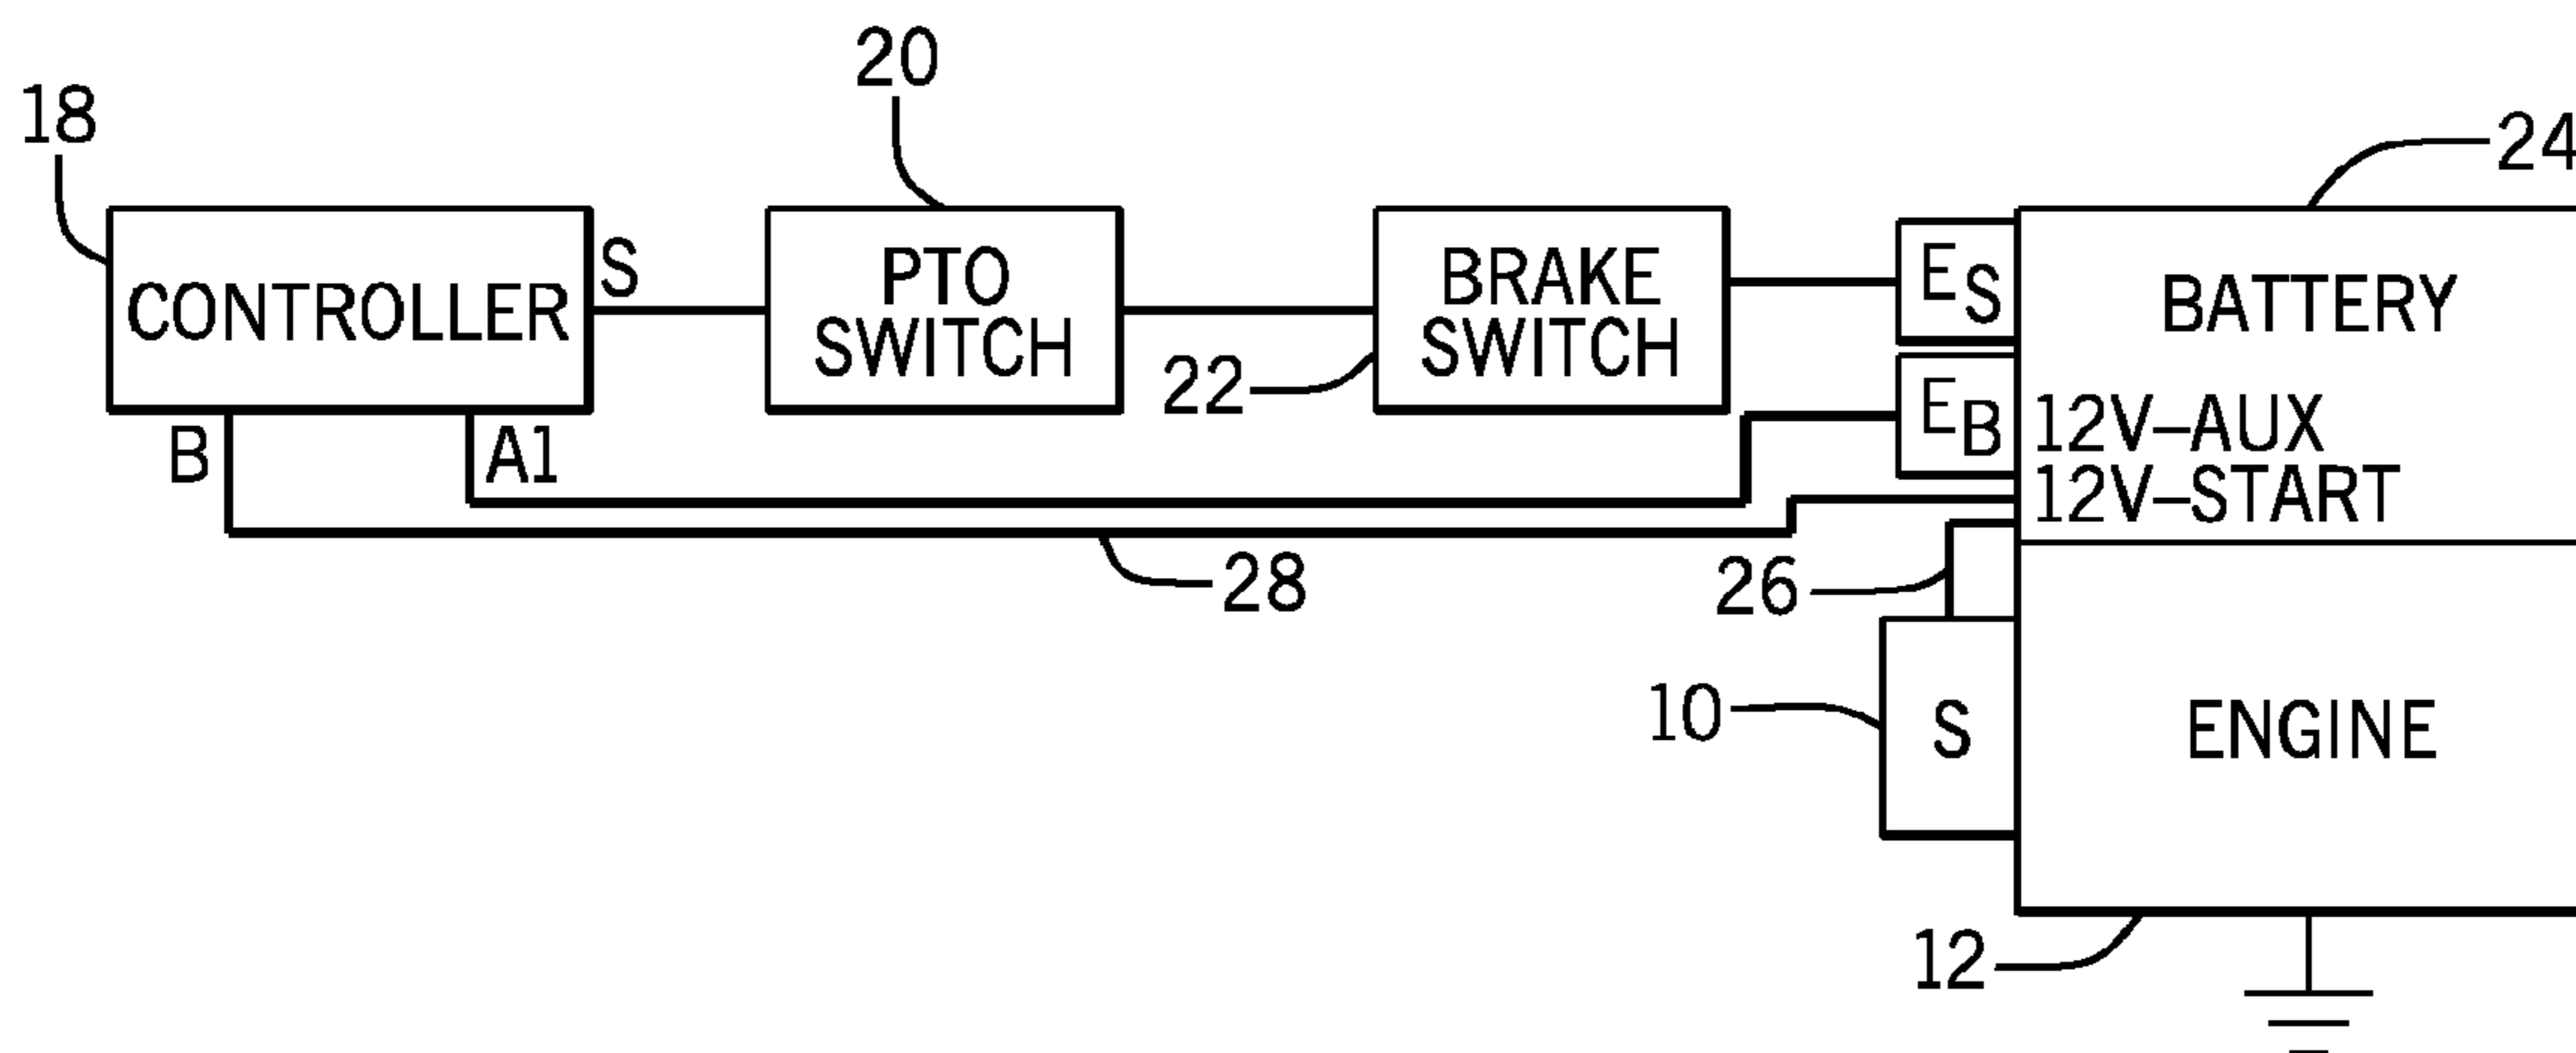 20
18
24
S
CONTROLLER
PTO
SWITCH
BRAKE
SWITCH
22
ES
BATTERY
EB
12V–AUX
12V–START
B
A1
28
26
10
S
ENGINE
12